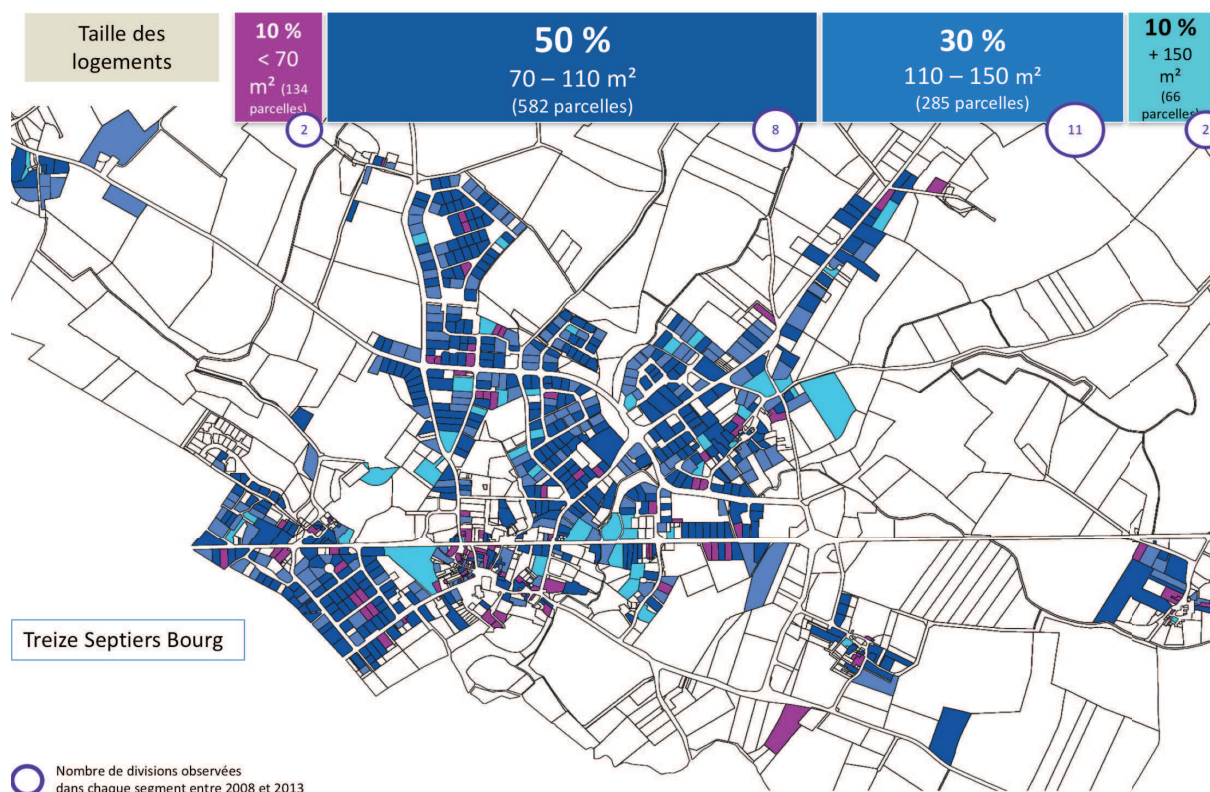 Taille des
logements
10 %
< 70
m² (134
parcelles)
2
50 %
70 – 110 m²
(582 parcelles)
8
30 %
110 – 150 m²
(285 parcelles)
11
10 %
+ 150
m²
(66
parcelles)
2
Treize Septiers Bourg
Nombre de divisions observées
dans chaque segment entre 2008 et 2013